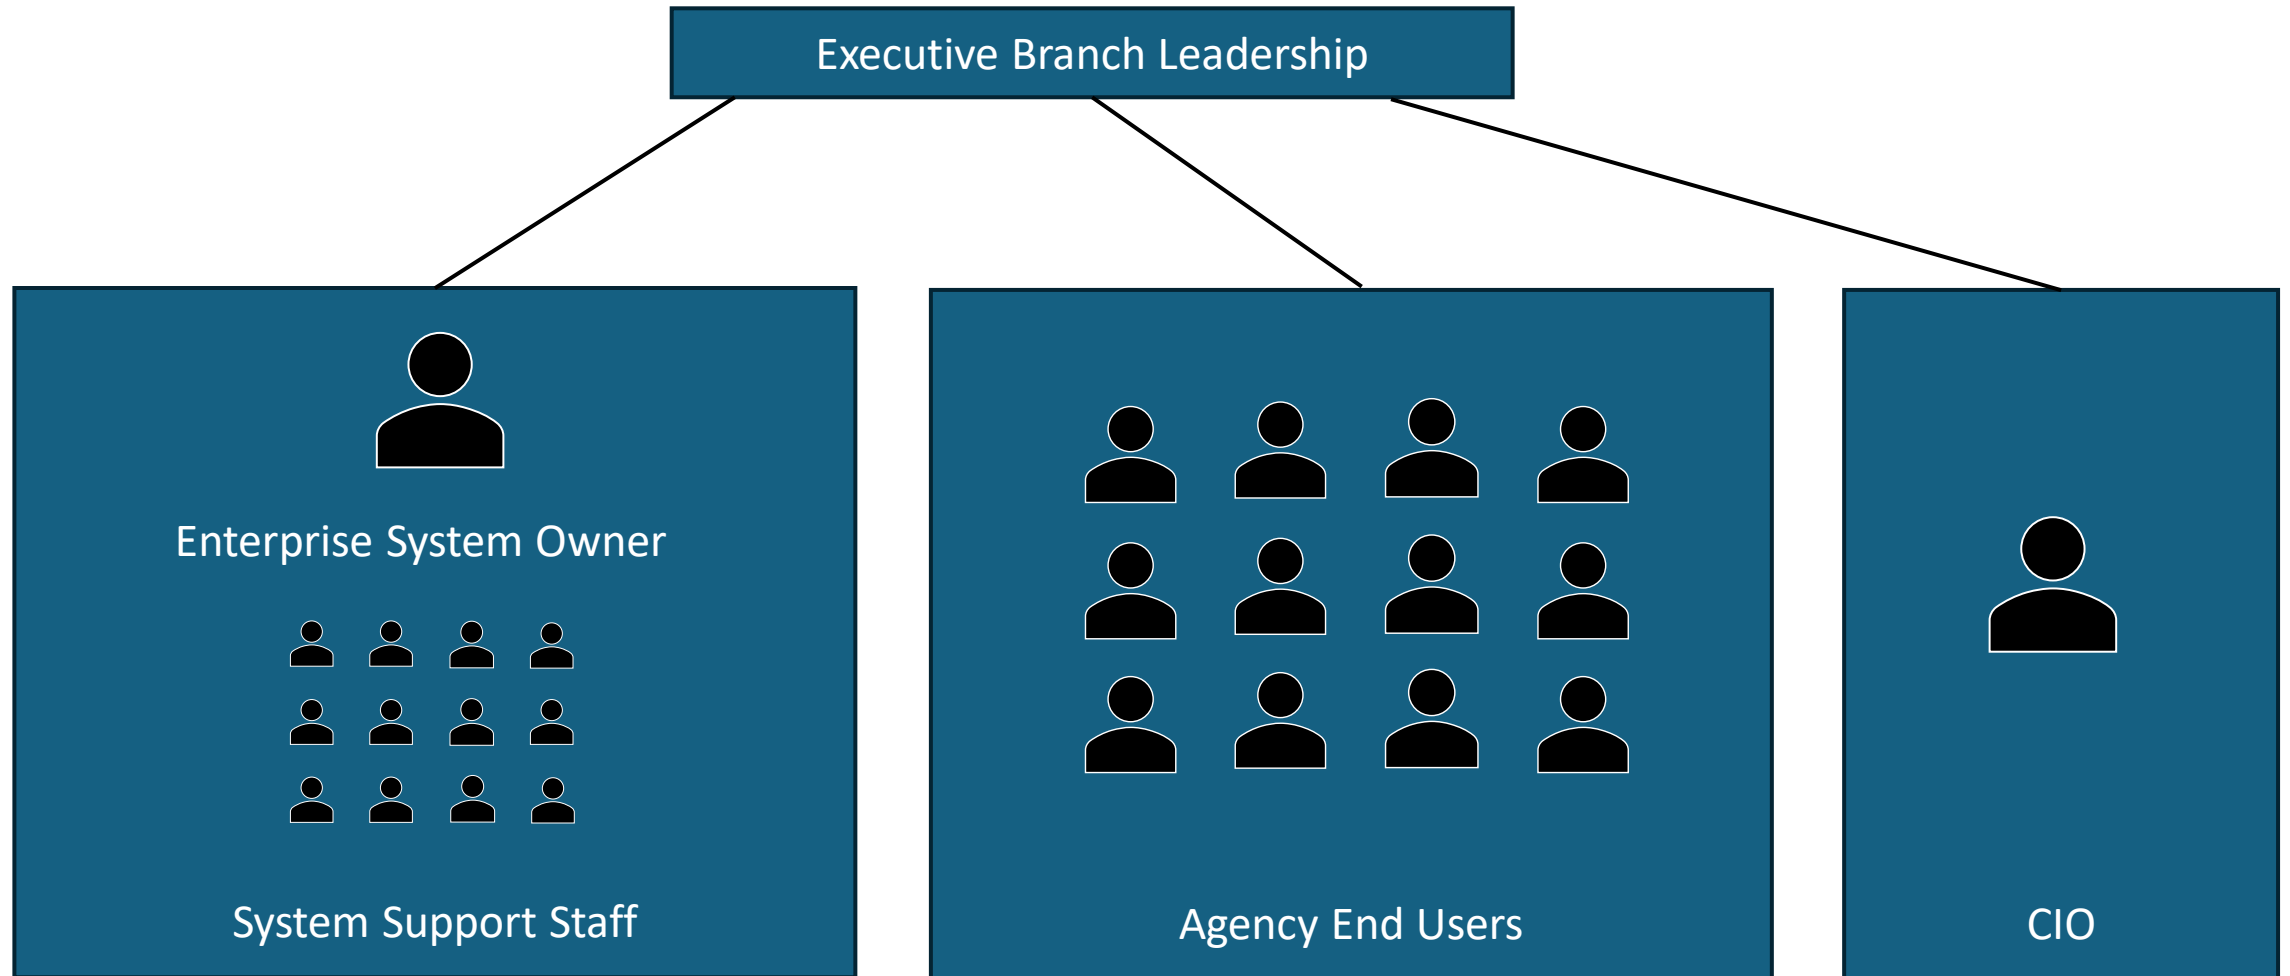 Executive Branch Leadership
Enterprise System Owner
System Support Staff
Agency End Users
CIO